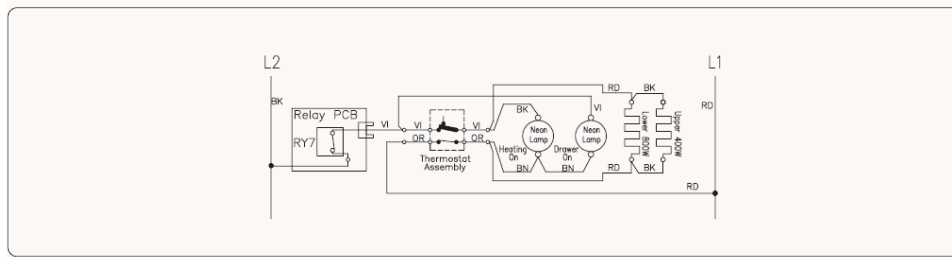 L2
L1
BK
Relay PCB
RY7
VI
VI
OR
VI
OR
Thermostat
Assembly
BK
Neon
Lamp
Heating
On
BN
VI
Neon
Lamp
Drawer
On
BN
RD
BK
Lower 800W
Upper 400W
RD
BK
RD
RD